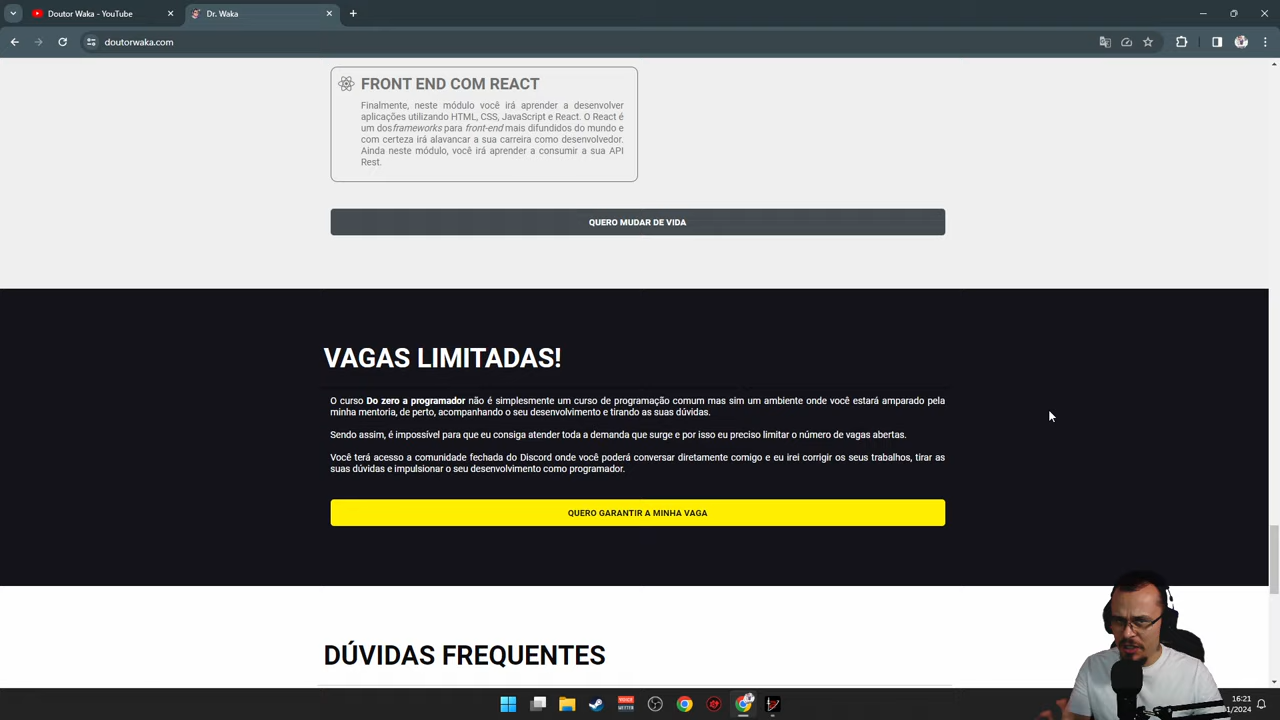 Doutor Waka - YouTube
Dr. Waka
doutorwaka.com
FRONT END COM REACT
Finalmente, neste módulo você irá aprender a desenvolver
aplicações utilizando HTML, CSS, JavaScript e React. O React é
um dosframeworks para front-end mais difundidos do mundo e
com certeza irá alavancar a sua carreira como desenvolvedor.
Ainda neste módulo, você irá aprender a consumir a sua API
Rest.
QUERO MUDAR DE VIDA
VAGAS LIMITADAS!
O curso Do zero a programador não é simplesmente um curso de programação comum mas sim um ambiente onde você estará amparado pela
minha mentoria, de perto, acompanhando o seu desenvolvimento e tirando as suas dúvidas.
Sendo assim, é impossível para que eu consiga atender toda a demanda que surge e por isso eu preciso limitar o número de vagas abertas.
Você terá acesso a comunidade fechada do Discord onde você poderá conversar diretamente comigo e eu irei corrigir os seus trabalhos, tirar as
suas dúvidas e impulsionar o seu desenvolvimento como programador.
QUERO GARANTIR A MINHA VAGA
DÚVIDAS FREQUENTES
16:21
1/2024